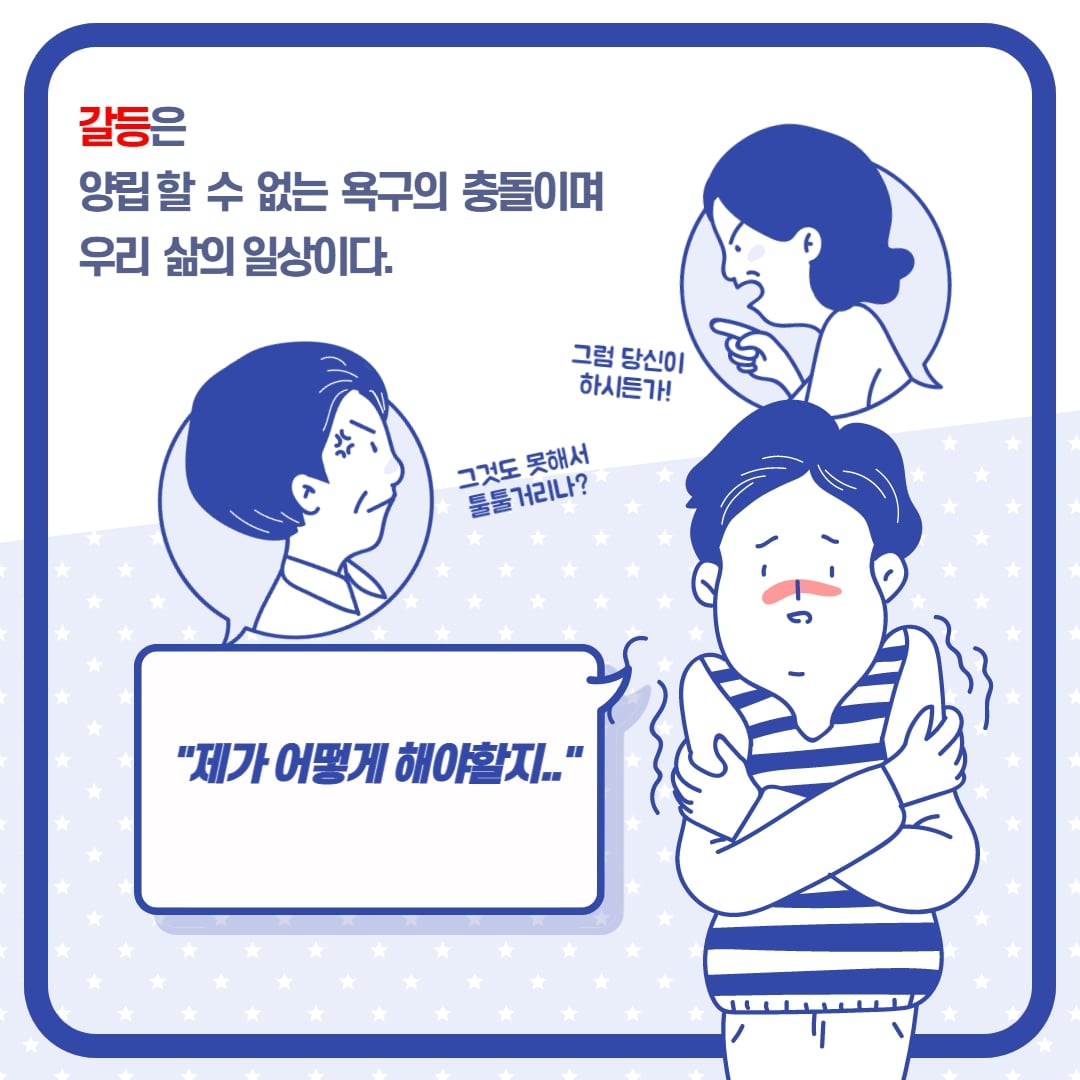 갈등은
양립 할 수 없는 욕구의 충돌이며
우리 삶의 일상이다.
그럼 당신이
하시든가!
그것도 못해서
툴툴거리나?
"제가 어떻게 해야할지.."